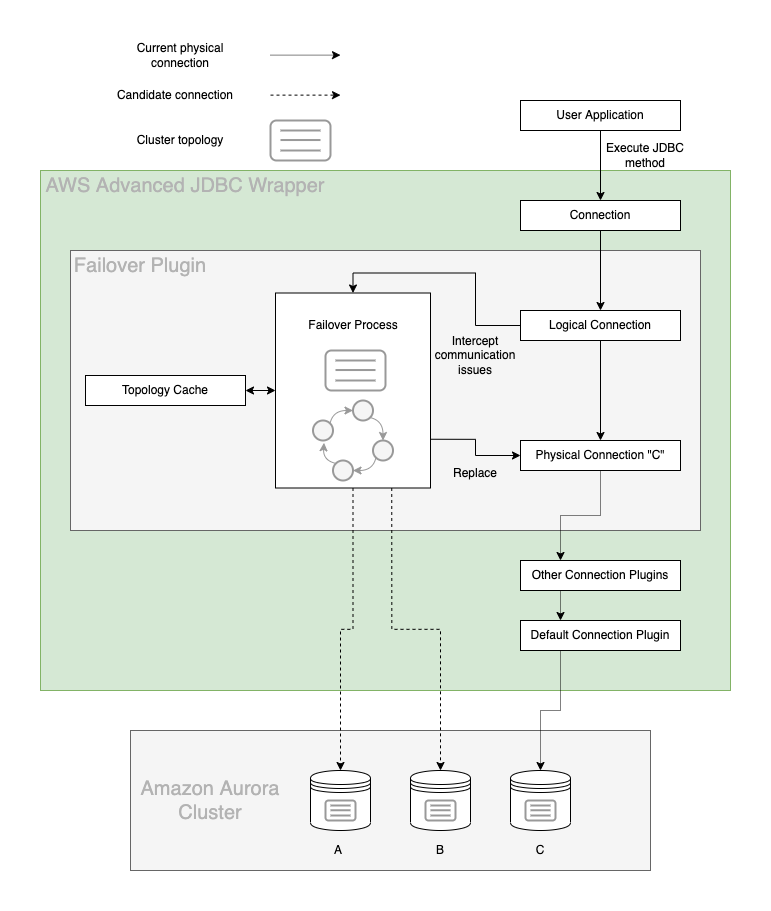 Current physical
connection
Candidate connection
Cluster topology
User Application
Execute JDBC
method
AWS Advanced JDBC Wrapper
Connection
Failover Plugin
Failover Process
Logical Connection
Intercept
communication
issues
Topology Cache
Physical Connection "C"
Replace
Other Connection Plugins
Default Connection Plugin
Amazon Aurora
Cluster
A
B
C